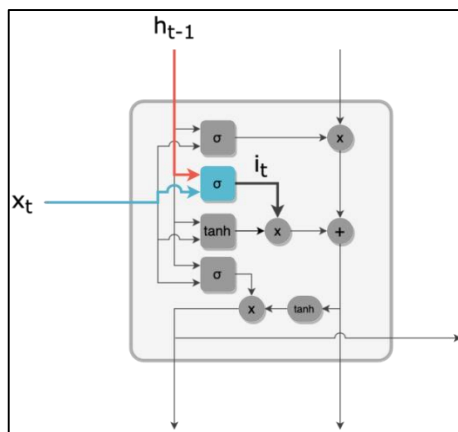 h_{t-1}
σ
x
i_t
σ
x_t
tanh
x
+
σ
x
tanh